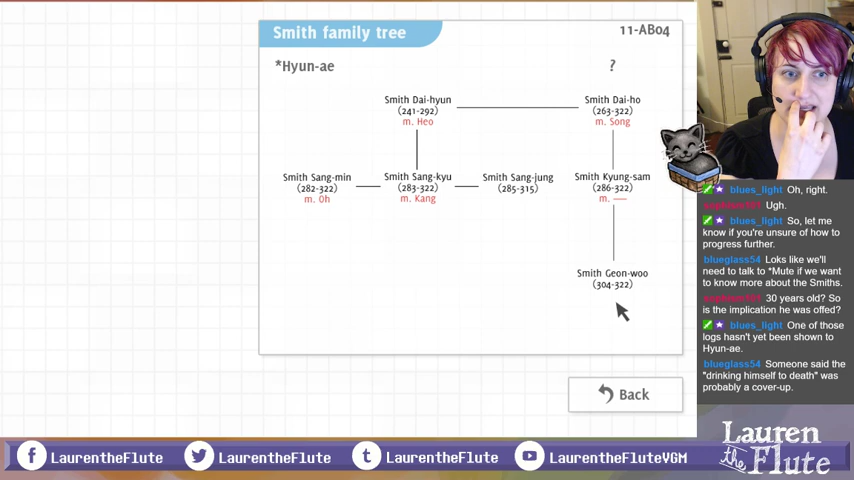 Smith family tree
11-AB04
*Hyun-ae
?
Smith Dai-hyun
(241-292)
m. Heo
Smith Dai-ho
(263-322)
m. Song
Smith Sang-min
(282-322)
m. Oh
Smith Sang-kyu
(283-322)
m. Kang
Smith Sang-jung
(285-315)
Smith Kyung-sam
(286-322)
m. —
Smith Geon-woo
(304-322)
Back
blues_light Oh, right.
Ugh.
blues_light So, let me
know if you're unsure of how to
progress further.
blueglass54 Loks like we'll
need to talk to *Mute if we want
to know more about the Smiths.
30 years old? So
is the implication he was offed?
blues_light One of those
logs hasn't yet been shown to
Hyun-ae.
blueglass54 Someone said the
"drinking himself to death" was
probably a cover-up.
LaurentheFlute
LaurentheFlute
LaurentheFlute
LaurentheFluteVGM
Lauren
the Flute